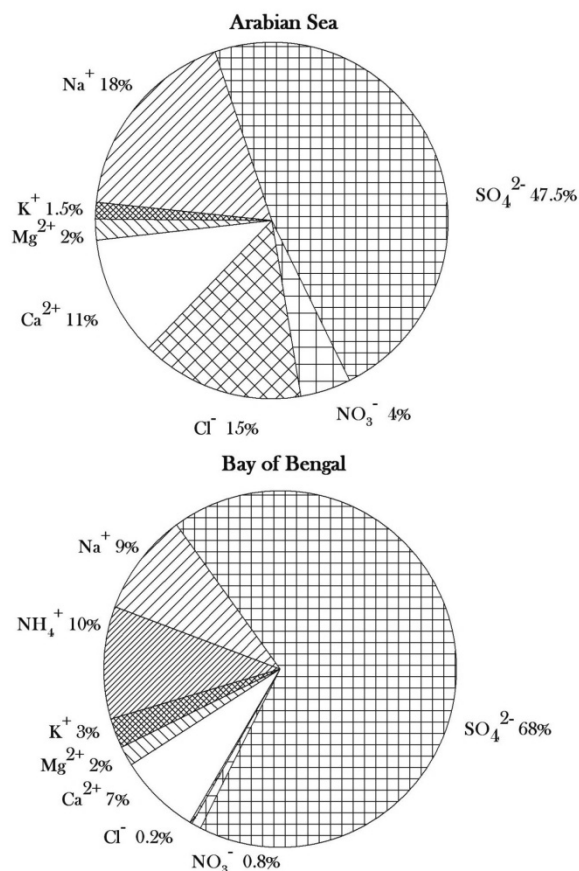 Arabian Sea
Na⁺ 18%
SO₄²⁻ 47.5%
K⁺ 1.5%
Mg²⁺ 2%
Ca²⁺ 11%
NO₃⁻ 4%
Cl⁻ 15%
Bay of Bengal
Na⁺ 9%
NH₄⁺ 10%
SO₄²⁻ 68%
K⁺ 3%
Mg²⁺ 2%
Ca²⁺ 7%
Cl⁻ 0.2%
NO₃⁻ 0.8%